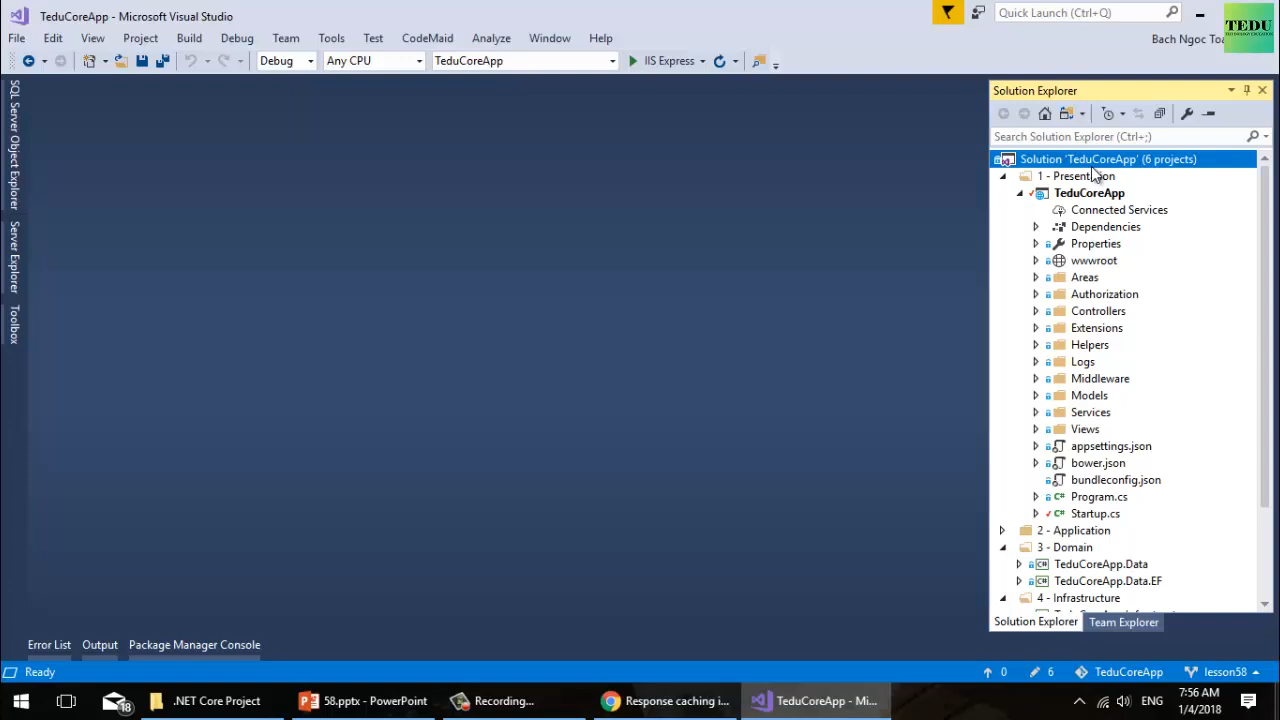 TeduCoreApp - Microsoft Visual Studio
Quick Launch (Ctrl+Q)
TEDU
File Edit View Project Build Debug Team Tools Test CodeMaid Analyze Window Help
Bach Ngoc Toa
Debug Any CPU TeduCoreApp IIS Express
SQL Server Object Explorer
Server Explorer
Toolbox
Solution Explorer
Search Solution Explorer (Ctrl+;)
Solution 'TeduCoreApp' (6 projects)
1 - Presentation
TeduCoreApp
Connected Services
Dependencies
Properties
wwwroot
Areas
Authorization
Controllers
Extensions
Helpers
Logs
Middleware
Models
Services
Views
appsettings.json
bower.json
bundleconfig.json
Program.cs
Startup.cs
2 - Application
3 - Domain
TeduCoreApp.Data
TeduCoreApp.Data.EF
4 - Infrastructure
Solution Explorer Team Explorer
Error List Output Package Manager Console
Ready 0 6 TeduCoreApp lesson58
18 .NET Core Project 58.pptx - PowerPoint Recording... Response caching i... TeduCoreApp - Mi... ENG
7:56 AM
1/4/2018